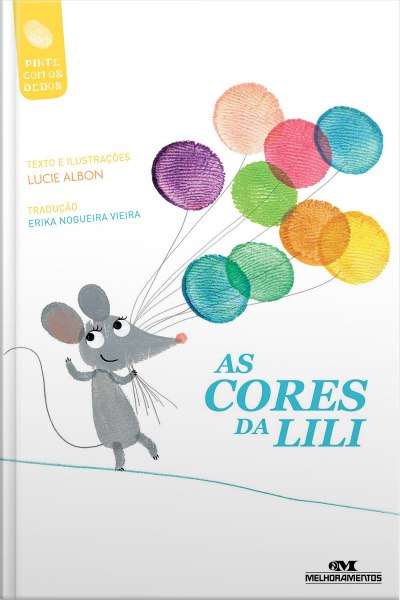 PINTE
COM OS
DEDOS
TEXTO E ILUSTRAÇÕES
LUCIE ALBON
TRADUÇÃO
ERIKA NOGUEIRA VIEIRA
AS
CORES
DA LILI
M
MELHORAMENTOS